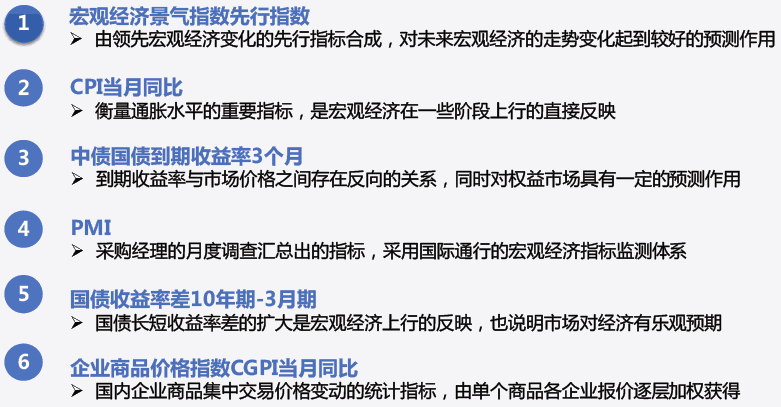 1
宏观经济景气指数先行指数
➢ 由领先宏观经济变化的先行指标合成，对未来宏观经济的走势变化起到较好的预测作用
2
CPI当月同比
➢ 衡量通胀水平的重要指标，是宏观经济在一些阶段上行的直接反映
3
中债国债到期收益率3个月
➢ 到期收益率与市场价格之间存在反向的关系，同时对权益市场具有一定的预测作用
4
PMI
➢ 采购经理的月度调查汇总出的指标，采用国际通行的宏观经济指标监测体系
5
国债收益率差10年期-3月期
➢ 国债长短收益率差的扩大是宏观经济上行的反映，也说明市场对经济有乐观预期
6
企业商品价格指数CGPI当月同比
➢ 国内企业商品集中交易价格变动的统计指标，由单个商品各企业报价逐层加权获得